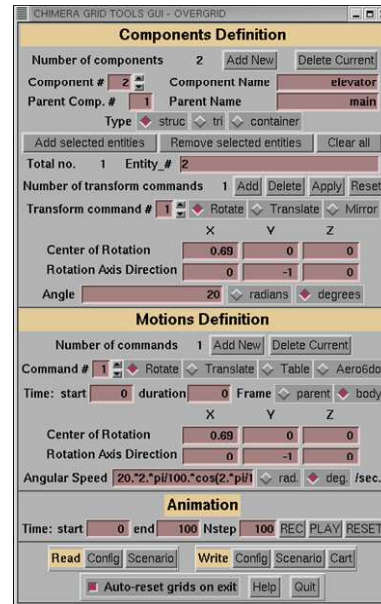 CHIMERA GRID TOOLS GUI - OVERGRID
Components Definition
Number of components 2 Add New Delete Current
Component # 2 Component Name elevator
Parent Comp. # 1 Parent Name main
Type struc tri container
Add selected entities Remove selected entities Clear all
Total no. 1 Entity_# 2
Number of transform commands 1 Add Delete Apply Reset
Transform command # 1 Rotate Translate Mirror
X Y Z
Center of Rotation 0.69 0 0
Rotation Axis Direction 0 -1 0
Angle 20 radians degrees
Motions Definition
Number of commands 1 Add New Delete Current
Command # 1 Rotate Translate Table Aero6do
Time: start 0 duration 0 Frame parent body
X Y Z
Center of Rotation 0.69 0 0
Rotation Axis Direction 0 -1 0
Angular Speed 20.*2.*pi/100.*cos(2.*pi/1 rad. deg. /sec.
Animation
Time: start 0 end 100 Nstep 100 REC PLAY RESET
Read Config Scenario Write Config Scenario Cart
Auto-reset grids on exit Help Quit